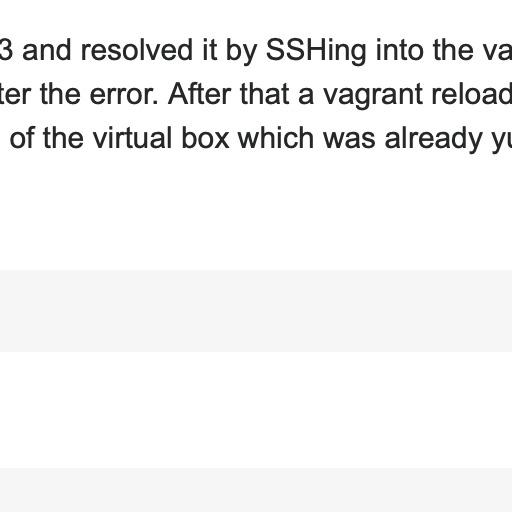 3 and resolved it by SSHing into the va
ter the error. After that a vagrant reload
of the virtual box which was already yu